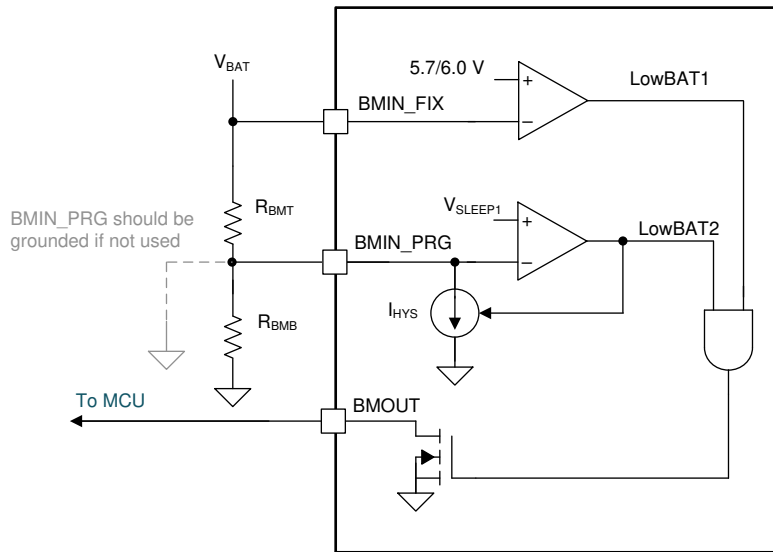 V_BAT
5.7/6.0 V
LowBAT1
+
−
BMIN_FIX
BMIN_PRG should be
grounded if not used
R_BMT
V_SLEEP1
+
−
LowBAT2
BMIN_PRG
I_HYS
R_BMB
To MCU
BMOUT